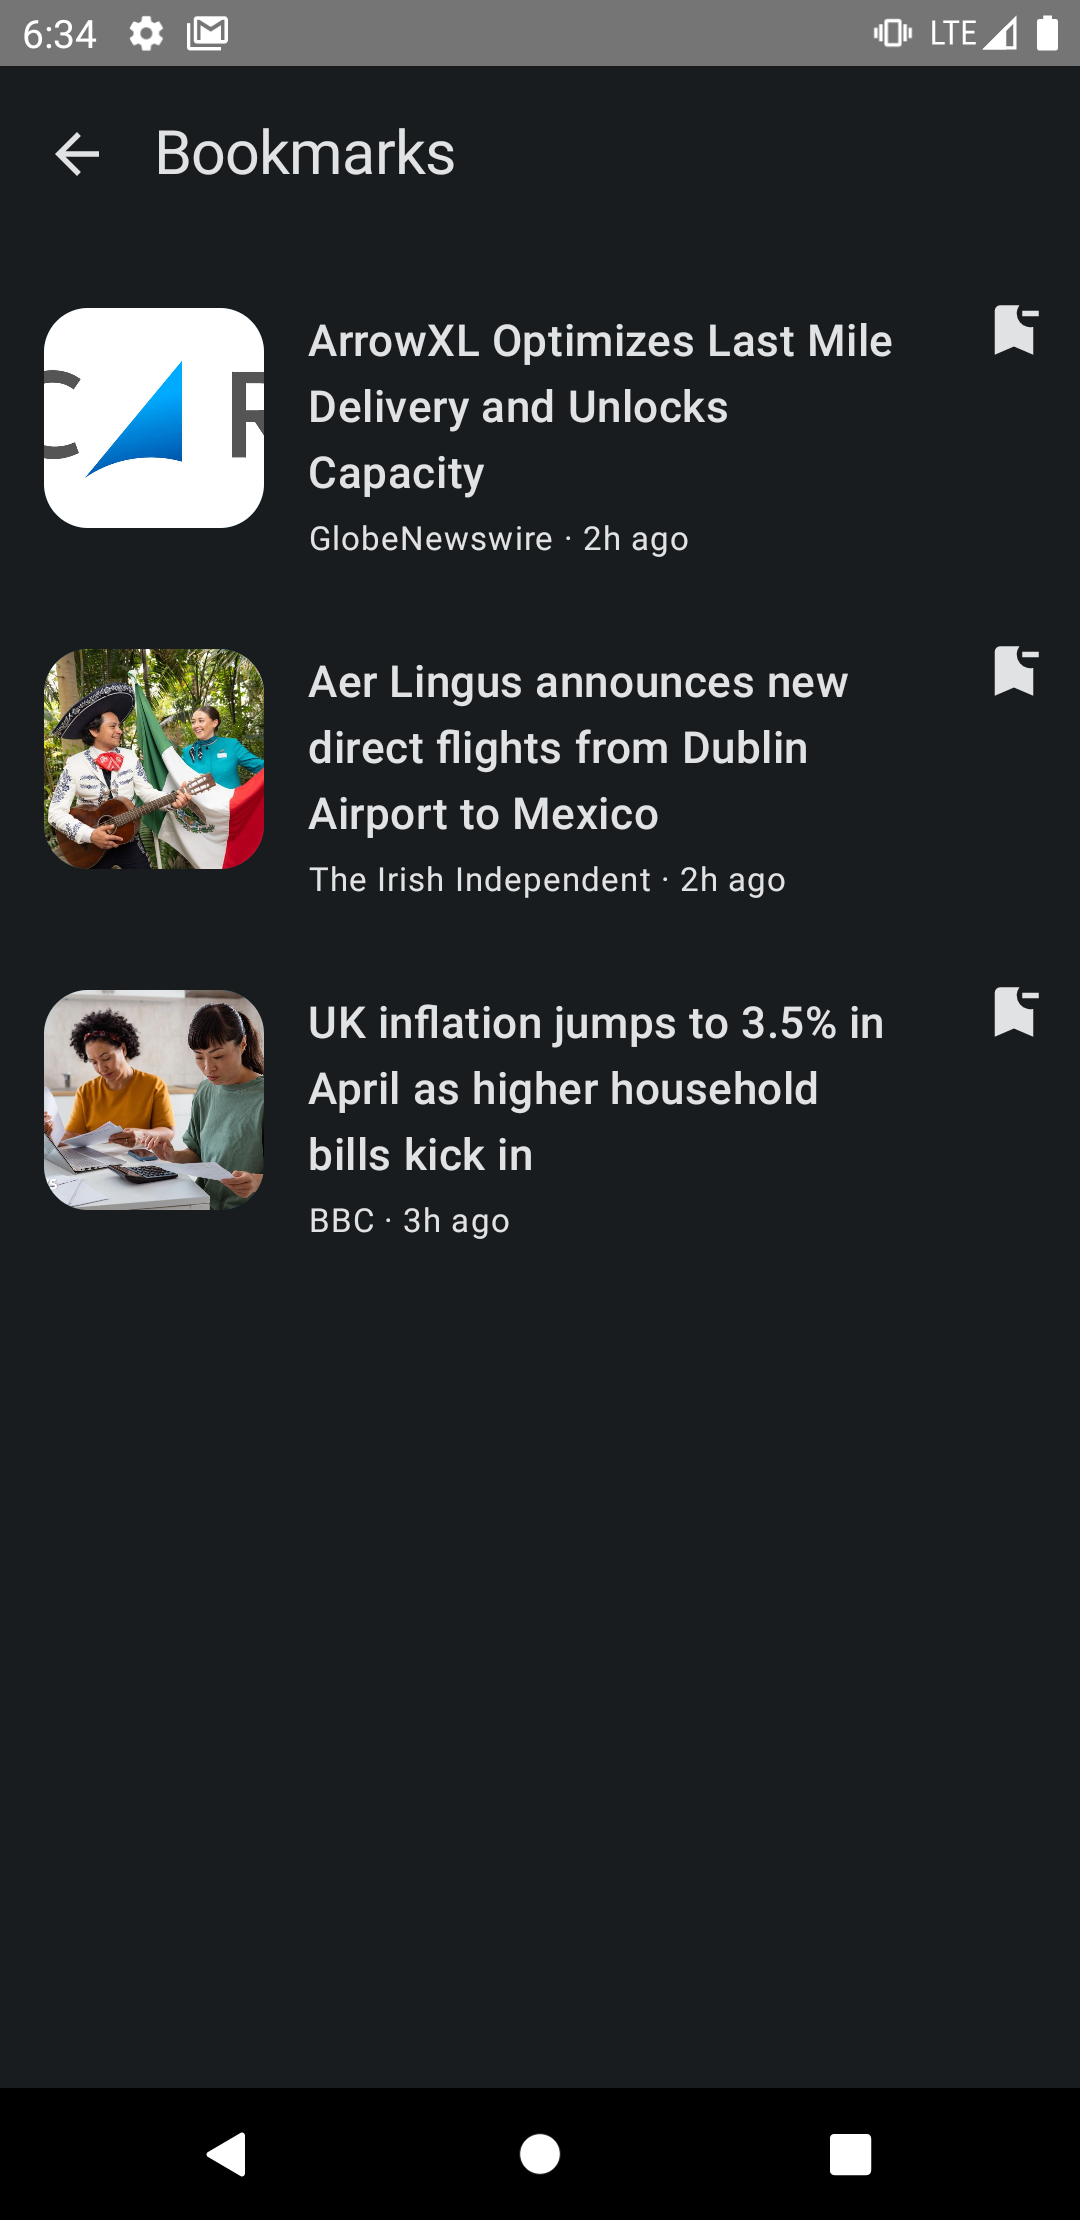 6:34
LTE
Bookmarks
C R
ArrowXL Optimizes Last Mile
Delivery and Unlocks
Capacity
GlobeNewswire · 2h ago
Aer Lingus announces new
direct flights from Dublin
Airport to Mexico
The Irish Independent · 2h ago
UK inflation jumps to 3.5% in
April as higher household
bills kick in
BBC · 3h ago